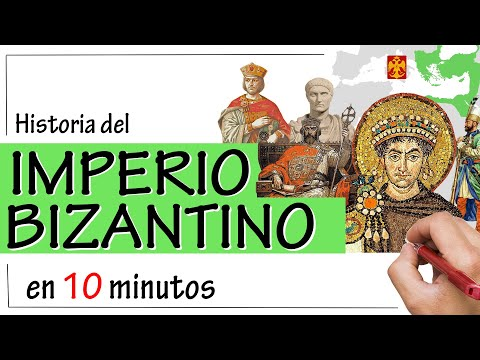 Historia del
IMPERIO
BIZANTINO
en 10 minutos